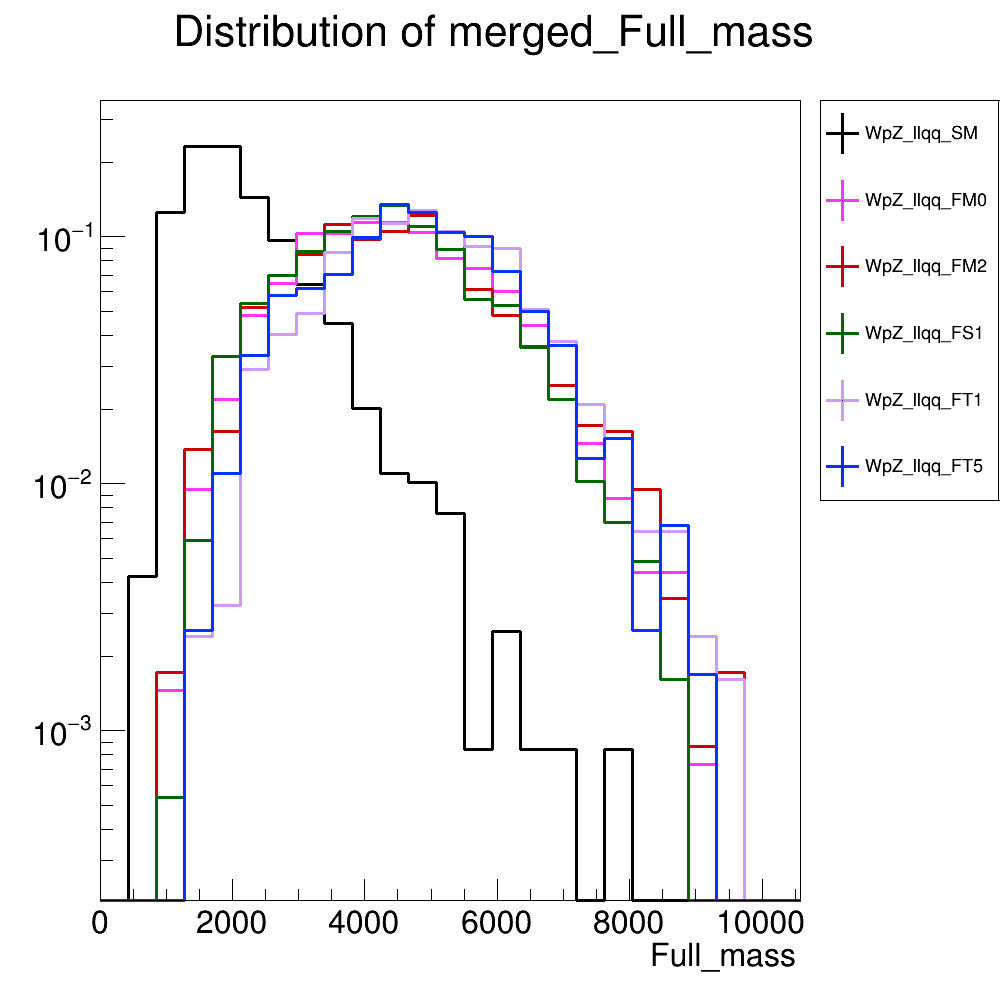 Distribution of merged_Full_mass
10−1
10−2
10−3
0 2000 4000 6000 8000 10000
Full_mass
WpZ_llqq_SM
WpZ_llqq_FM0
WpZ_llqq_FM2
WpZ_llqq_FS1
WpZ_llqq_FT1
WpZ_llqq_FT5